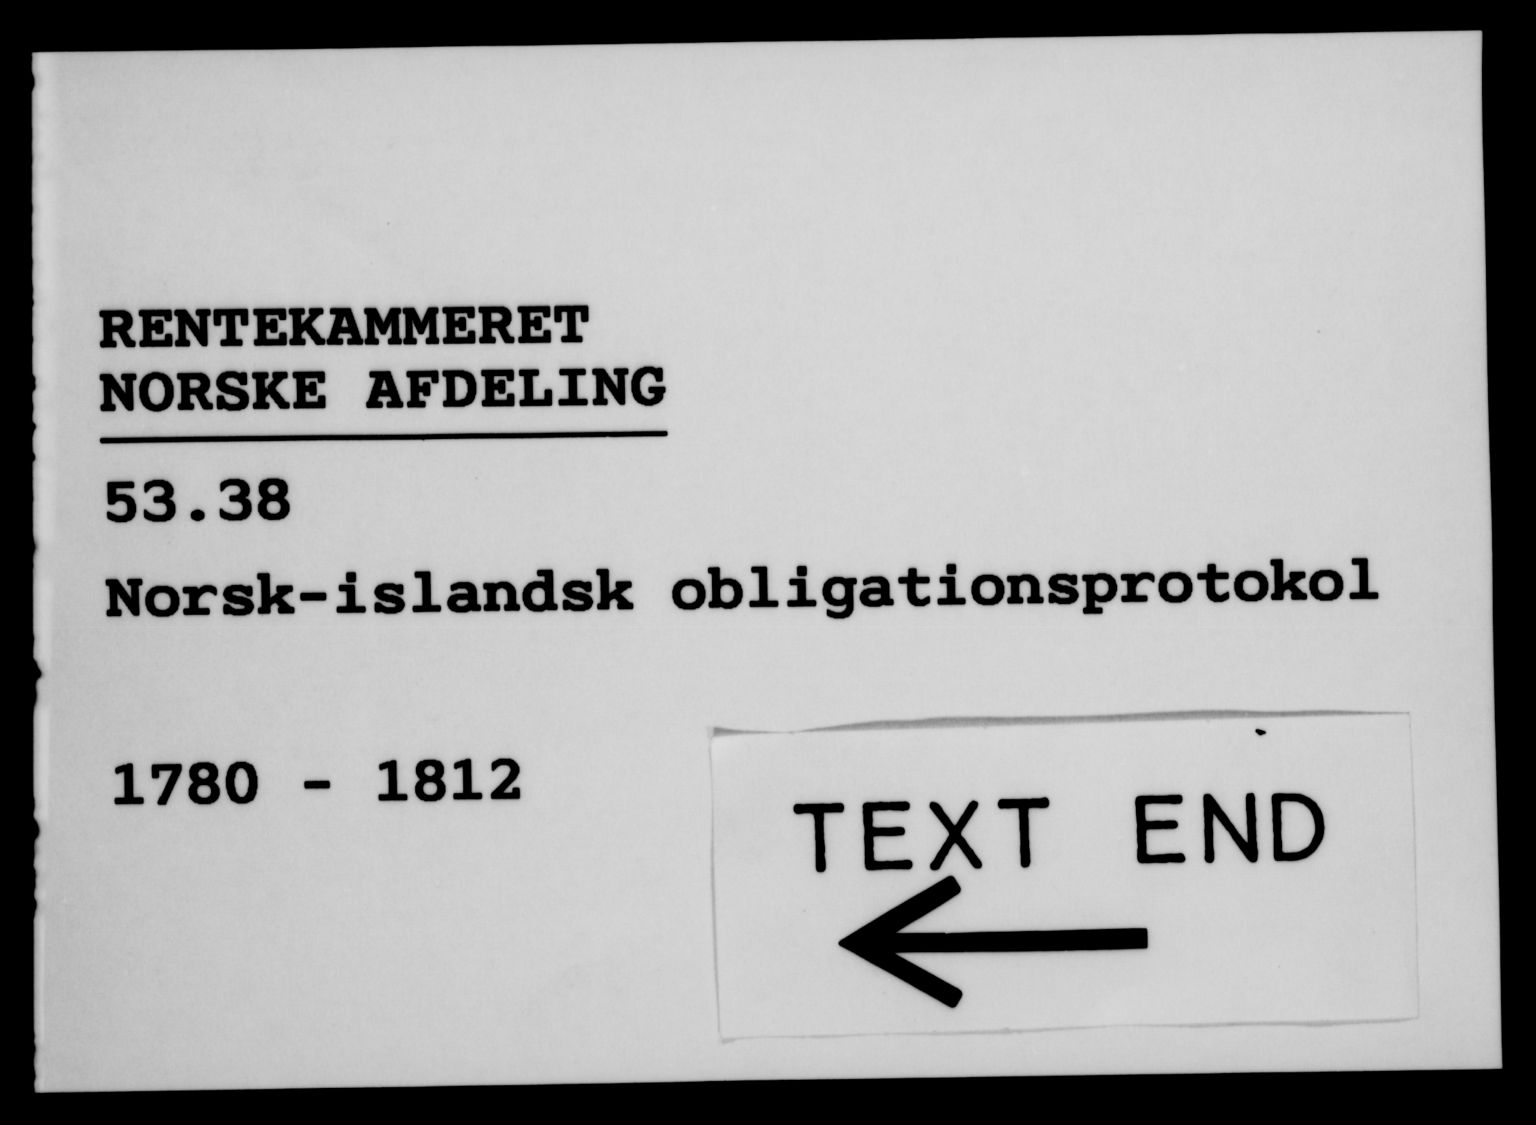 RENTEKAMMERET
NORSKE AFDELING
53.38
Norsk-islandsk obligationsprotokol
1780 - 1812
TEXT END